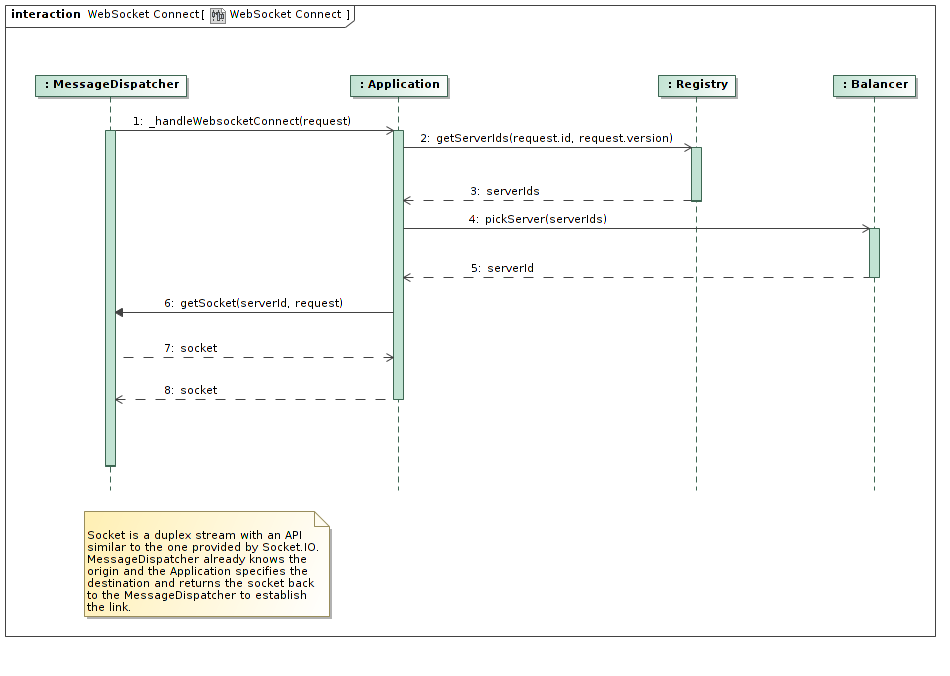 interaction WebSocket Connect[ WebSocket Connect ]
: MessageDispatcher
: Application
: Registry
: Balancer
1: _handleWebsocketConnect(request)
2: getServerIds(request.id, request.version)
3: serverIds
4: pickServer(serverIds)
5: serverId
6: getSocket(serverId, request)
7: socket
8: socket
Socket is a duplex stream with an API
similar to the one provided by Socket.IO.
MessageDispatcher already knows the
origin and the Application specifies the
destination and returns the socket back
to the MessageDispatcher to establish
the link.